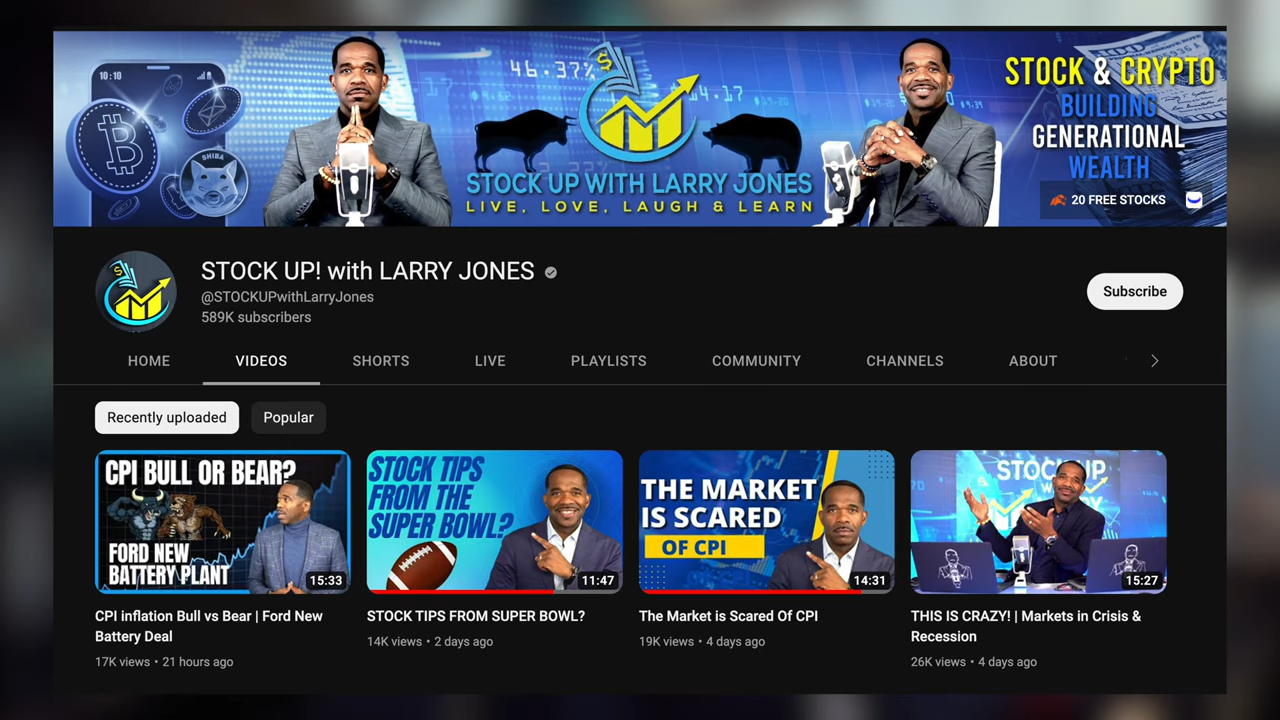 10:10
46.37%
SHIBA
STOCK UP WITH LARRY JONES
LIVE, LOVE, LAUGH & LEARN
STOCK & CRYPTO
BUILDING
GENERATIONAL
WEALTH
20 FREE STOCKS
STOCK UP! with LARRY JONES
@STOCKUPwithLarryJones
589K subscribers
Subscribe
HOME VIDEOS SHORTS LIVE PLAYLISTS COMMUNITY CHANNELS ABOUT
Recently uploaded Popular
CPI BULL OR BEAR?
FORD NEW
BATTERY PLANT
15:33
STOCK TIPS
FROM THE
SUPER BOWL?
11:47
THE MARKET
IS SCARED
OF CPI
14:31
STOCK UP
15:27
CPI inflation Bull vs Bear | Ford New
Battery Deal
17K views • 21 hours ago
STOCK TIPS FROM SUPER BOWL?
14K views • 2 days ago
The Market is Scared Of CPI
19K views • 4 days ago
THIS IS CRAZY! | Markets in Crisis &
Recession
26K views • 4 days ago